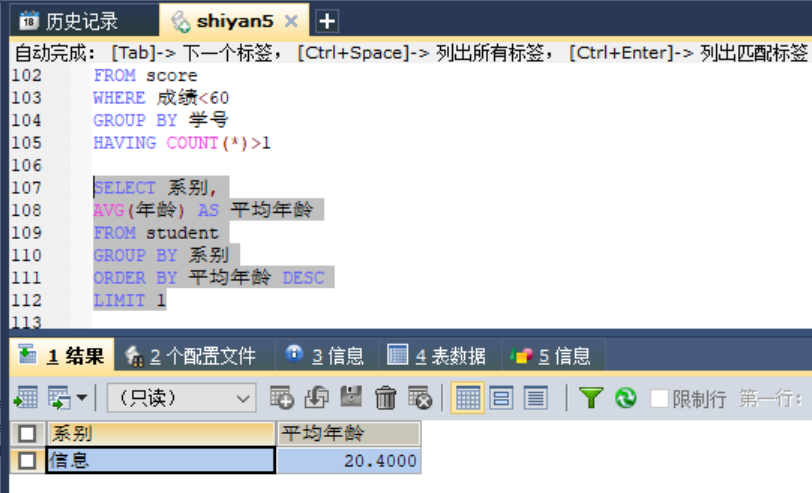 18 历史记录 shiyan5
自动完成： [Tab]-> 下一个标签， [Ctrl+Space]-> 列出所有标签， [Ctrl+Enter]-> 列出匹配标签
102 FROM score
103 WHERE 成绩<60
104 GROUP BY 学号
105 HAVING COUNT(*)>1
106
107 SELECT 系别,
108 AVG(年龄) AS 平均年龄
109 FROM student
110 GROUP BY 系别
111 ORDER BY 平均年龄 DESC
112 LIMIT 1
113
1 结果 2 个配置文件 3 信息 4 表数据 5 信息
（只读） 限制行 第一行:
系别 平均年龄
信息 20.4000